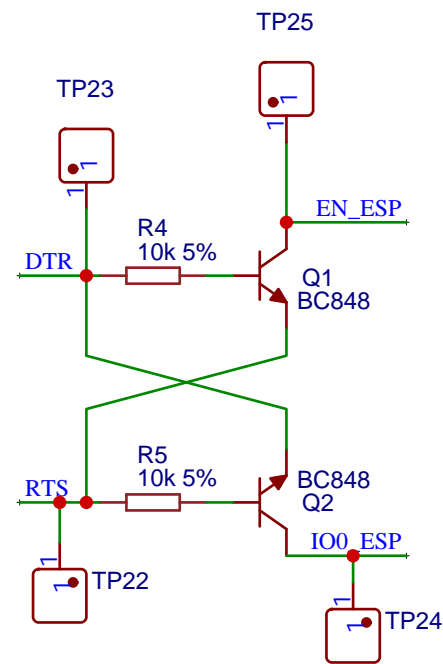 TP25
TP23
1
1
1
1
EN_ESP
R4
10k 5%
DTR
Q1
BC848
R5
10k 5%
BC848
Q2
RTS
IO0_ESP
1
1
TP22
1
1
TP24